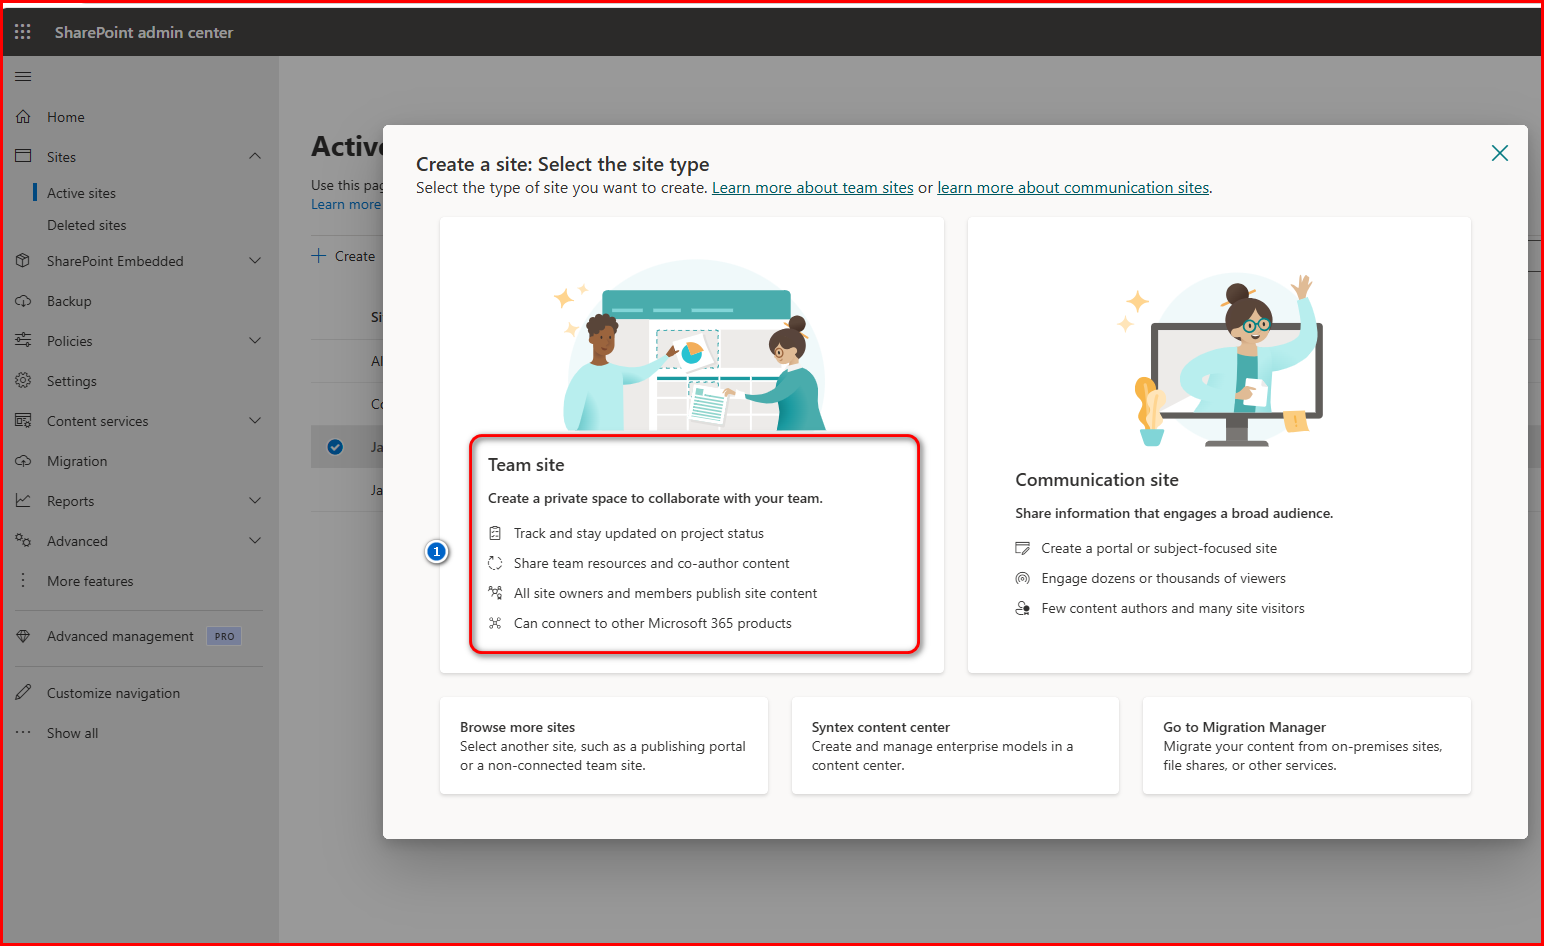 SharePoint admin center
Home
Sites
Active sites
Deleted sites
SharePoint Embedded
Backup
Policies
Settings
Content services
Migration
Reports
Advanced
More features
Advanced management PRO
Customize navigation
Show all
Use this
Learn more
Create
Create a site: Select the site type
Select the type of site you want to create. Learn more about team sites or learn more about communication sites.
1
Team site
Create a private space to collaborate with your team.
Track and stay updated on project status
Share team resources and co-author content
All site owners and members publish site content
Can connect to other Microsoft 365 products
Communication site
Share information that engages a broad audience.
Create a portal or subject-focused site
Engage dozens or thousands of viewers
Few content authors and many site visitors
Browse more sites
Select another site, such as a publishing portal
or a non-connected team site.
Syntex content center
Create and manage enterprise models in a
content center.
Go to Migration Manager
Migrate your content from on-premises sites,
file shares, or other services.